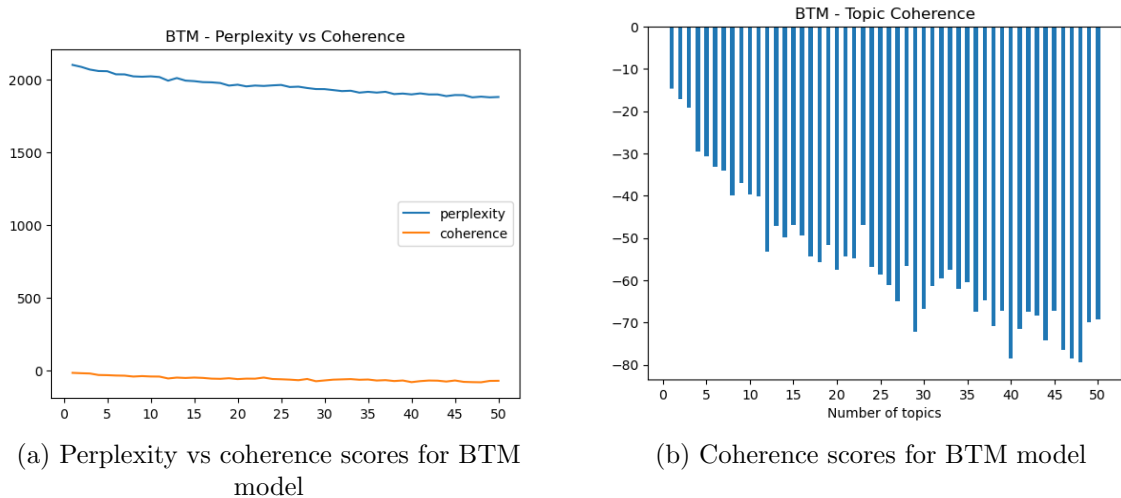 BTM - Perplexity vs Coherence
2000
1500
1000
500
0
perplexity
coherence
0 5 10 15 20 25 30 35 40 45 50
(a) Perplexity vs coherence scores for BTM
model
BTM - Topic Coherence
0
−10
−20
−30
−40
−50
−60
−70
−80
0 5 10 15 20 25 30 35 40 45 50
Number of topics
(b) Coherence scores for BTM model